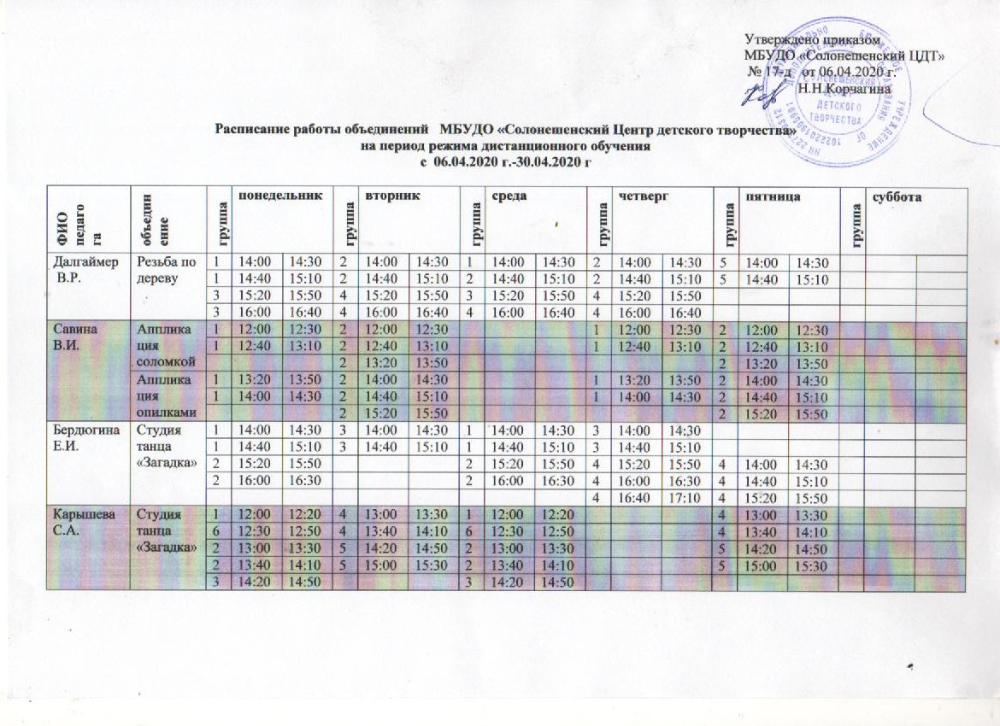 Утверждено приказом
МБУДО «Солонешенский ЦДТ»
№ 17-д от 06.04.2020 г.
Н.Н.Корчагина
СОЛОНЕШЕНСКИЙ
ДЕТСКОГО
ТВОРЧЕСТВА
Расписание работы объединений МБУДО «Солонешенский Центр детского творчества»
на период режима дистанционного обучения
с 06.04.2020 г.-30.04.2020 г
ФИО педаго га объедин ение группа понедельник группа вторник группа среда группа четверг группа пятница группа суббота
Далгаймер Резьба по 1 14:00 14:30 2 14:00 14:30 1 14:00 14:30 2 14:00 14:30 5 14:00 14:30
В.Р. дереву 1 14:40 15:10 2 14:40 15:10 2 14:40 15:10 2 14:40 15:10 5 14:40 15:10
3 15:20 15:50 4 15:20 15:50 3 15:20 15:50 4 15:20 15:50
3 16:00 16:40 4 16:00 16:40 4 16:00 16:40 4 16:00 16:40
Савина Апплика 1 12:00 12:30 2 12:00 12:30 1 12:00 12:30 2 12:00 12:30
В.И. ция 1 12:40 13:10 2 12:40 13:10 1 12:40 13:10 2 12:40 13:10
соломкой 2 13:20 13:50 2 13:20 13:50
Апплика 1 13:20 13:50 2 14:00 14:30 1 13:20 13:50 2 14:00 14:30
ция 1 14:00 14:30 2 14:40 15:10 1 14:00 14:30 2 14:40 15:10
опилками 2 15:20 15:50 2 15:20 15:50
Бердюгина Студия 1 14:00 14:30 3 14:00 14:30 1 14:00 14:30 3 14:00 14:30
Е.И. танца 1 14:40 15:10 3 14:40 15:10 1 14:40 15:10 3 14:40 15:10
«Загадка» 2 15:20 15:50 2 15:20 15:50 4 15:20 15:50 4 14:00 14:30
2 16:00 16:30 2 16:00 16:30 4 16:00 16:30 4 14:40 15:10
4 16:40 17:10 4 15:20 15:50
Карышева Студия 1 12:00 12:20 4 13:00 13:30 1 12:00 12:20 4 13:00 13:30
С.А. танца 6 12:30 12:50 4 13:40 14:10 6 12:30 12:50 4 13:40 14:10
«Загадка» 2 13:00 13:30 5 14:20 14:50 2 13:00 13:30 5 14:20 14:50
2 13:40 14:10 5 15:00 15:30 2 13:40 14:10 5 15:00 15:30
3 14:20 14:50 3 14:20 14:50